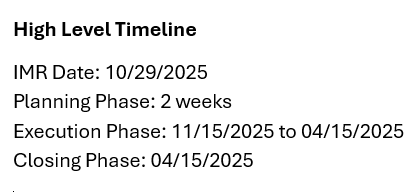 High Level Timeline
IMR Date: 10/29/2025
Planning Phase: 2 weeks
Execution Phase: 11/15/2025 to 04/15/2025
Closing Phase: 04/15/2025